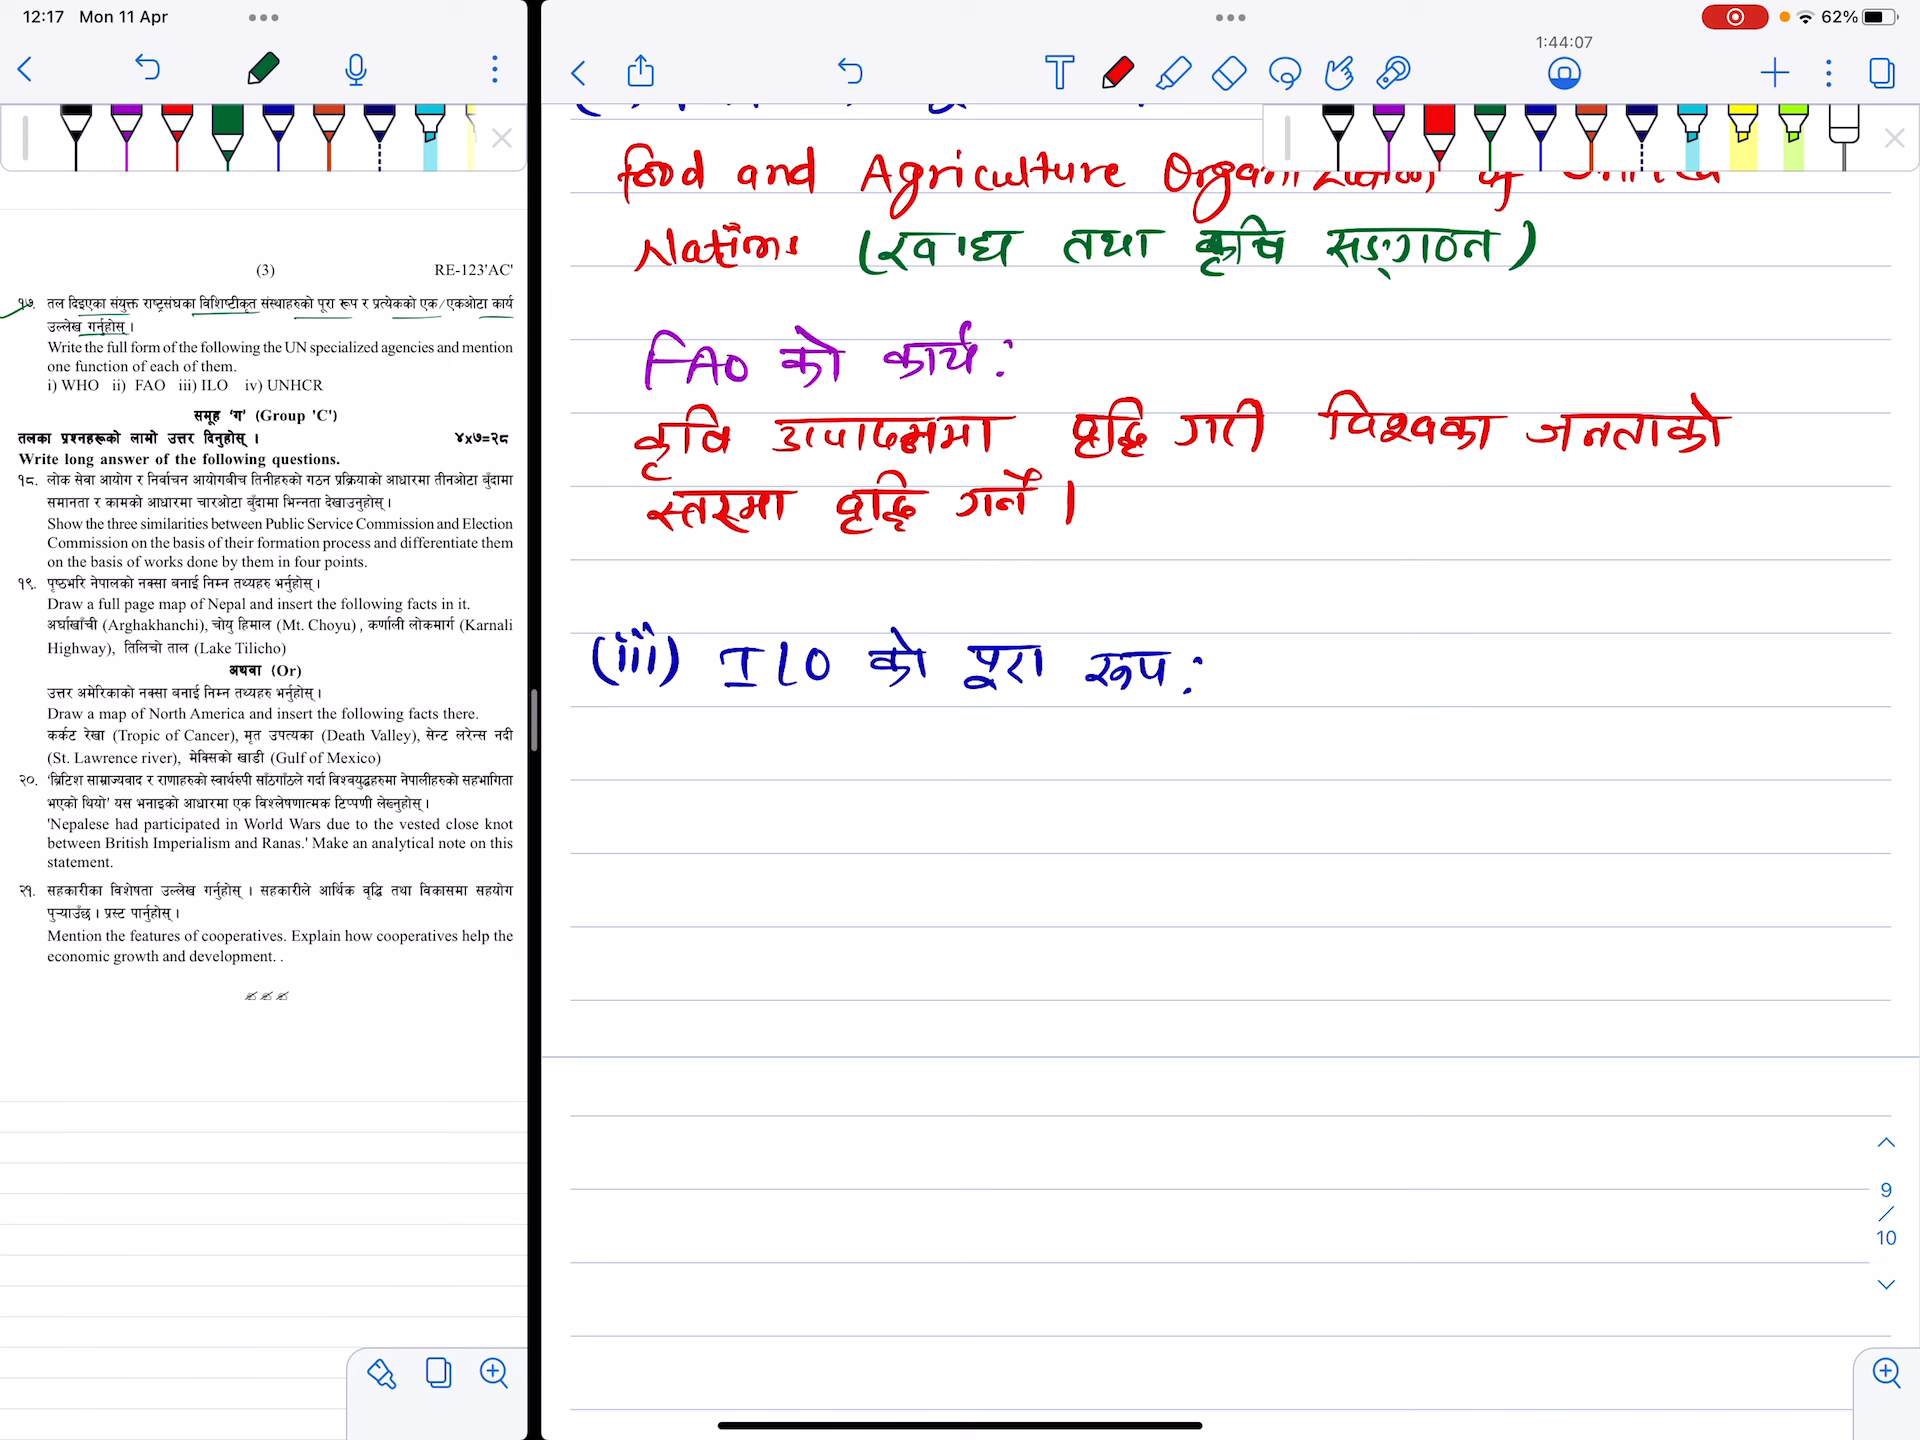 12:17 Mon 11 Apr
62%
1:44:07
(3) RE-123'AC'
१७. तल दिइएका संयुक्त राष्ट्रसंघका विशिष्टीकृत संस्थाहरुको पूरा रूप र प्रत्येकको एक/एकओटा कार्य
उल्लेख गर्नुहोस् ।
Write the full form of the following the UN specialized agencies and mention
one function of each of them.
i) WHO ii) FAO iii) ILO iv) UNHCR
समूह 'ग' (Group 'C')
तलका प्रश्नहरूको लामो उत्तर दिनुहोस् । ४x७=२८
Write long answer of the following questions.
१८. लोक सेवा आयोग र निर्वाचन आयोगबीच तिनीहरुको गठन प्रक्रियाको आधारमा तीनओटा बुँदामा
समानता र कामको आधारमा चारओटा बुँदामा भिन्नता देखाउनुहोस् ।
Show the three similarities between Public Service Commission and Election
Commission on the basis of their formation process and differentiate them
on the basis of works done by them in four points.
१९. पृष्ठभरि नेपालको नक्सा बनाई निम्न तथ्यहरु भर्नुहोस् ।
Draw a full page map of Nepal and insert the following facts in it.
अर्घाखाँची (Arghakhanchi), चोयु हिमाल (Mt. Choyu) , कर्णाली लोकमार्ग (Karnali
Highway), तिलिचो ताल (Lake Tilicho)
अथवा (Or)
उत्तर अमेरिकाको नक्सा बनाई निम्न तथ्यहरु भर्नुहोस् ।
Draw a map of North America and insert the following facts there.
कर्कट रेखा (Tropic of Cancer), मृत उपत्यका (Death Valley), सेन्ट लरेन्स नदी
(St. Lawrence river), मेक्सिको खाडी (Gulf of Mexico)
२०. 'ब्रिटिश साम्राज्यवाद र राणाहरुको स्वार्थरुपी साँठगाँठले गर्दा विश्वयुद्धहरुमा नेपालीहरुको सहभागिता
भएको थियो' यस भनाइको आधारमा एक विश्लेषणात्मक टिप्पणी लेख्नुहोस् ।
'Nepalese had participated in World Wars due to the vested close knot
between British Imperialism and Ranas.' Make an analytical note on this
statement.
२१. सहकारीका विशेषता उल्लेख गर्नुहोस् । सहकारीले आर्थिक वृद्धि तथा विकासमा सहयोग
पुऱ्याउँछ । प्रस्ट पार्नुहोस् ।
Mention the features of cooperatives. Explain how cooperatives help the
economic growth and development. .
Food and Agriculture
Nations (खाद्य तथा कृषि सङ्गठन)
FAO को कार्य:
कृषि उत्पादनमा वृद्धि गरी विश्वका जनताको
स्तरमा वृद्धि गर्ने ।
(iii) ILO को पूरा रूप:
9
/
10